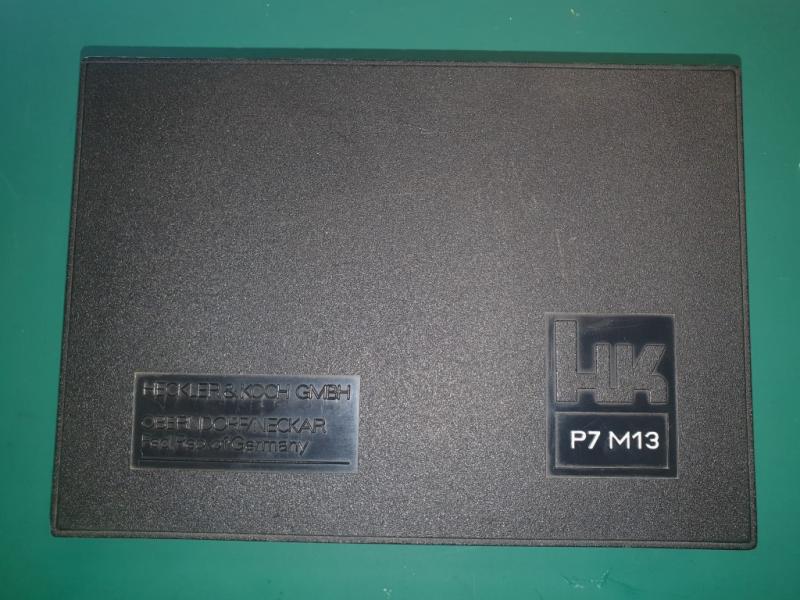 HECKLER & KOCH GMBH
OBERNDORF/NECKAR
Fed. Rep. of Germany
HK
P7 M13